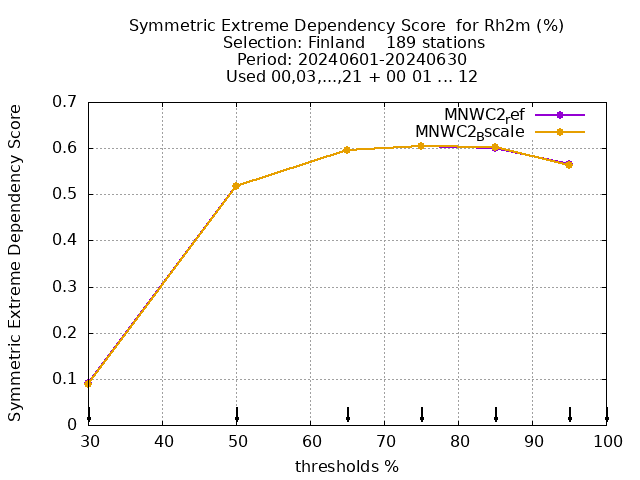 Symmetric Extreme Dependency Score  for Rh2m (%)
Selection: Finland    189 stations
Period: 20240601-20240630
Used 00,03,...,21 + 00 01 ... 12
Symmetric Extreme Dependency Score
0.7
0.6
0.5
0.4
0.3
0.2
0.1
0
MNWC2ref
MNWC2Bscale
30 40 50 60 70 80 90 100
thresholds %